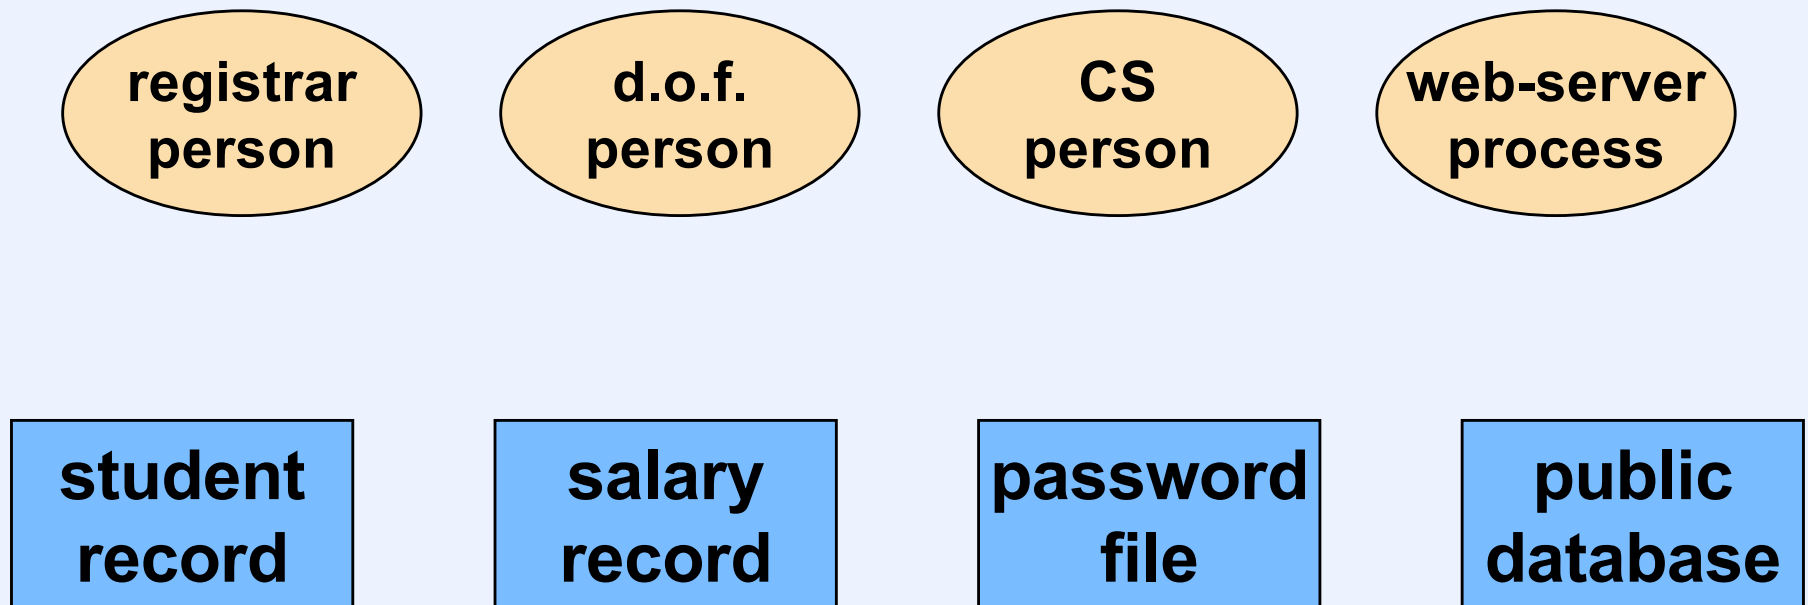 registrar
person
d.o.f.
person
CS
person
web-server
process
student
record
salary
record
password
file
public
database